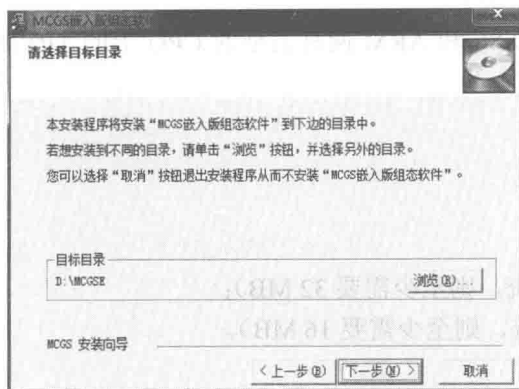 MCGS嵌入版组态软
请选择目标目录
本安装程序将安装“MCGS嵌入版组态软件”到下边的目录中。
若想安装到不同的目录，请单击“浏览”按钮，并选择另外的目录。
您可以选择“取消”按钮退出安装程序从而不安装“MCGS嵌入版组态软件”。
目标目录
D:\MCGSE
浏览(R)
MCGS 安装向导
<上一步(B)
下一步(N)>
取消